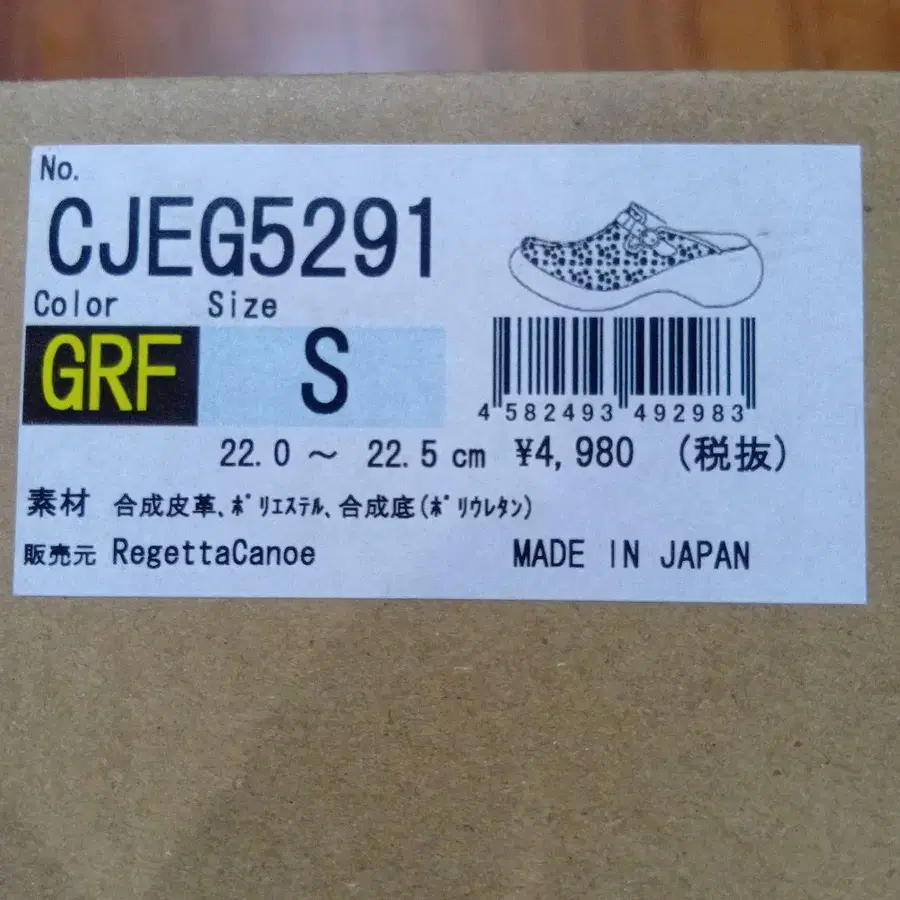 No.
CJEG5291
Color Size
GRF S
4 582493 492983
22.0 ～ 22.5 cm ¥4,980 (税抜)
素材 合成皮革、ﾎﾟﾘｴｽﾃﾙ、合成底(ﾎﾟﾘｳﾚﾀﾝ)
販売元 RegettaCanoe MADE IN JAPAN